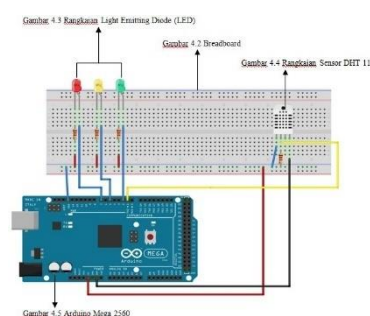 Gambar 4.3 Rangkaian Light Emitting Diode (LED)
Gambar 4.2 Breadboard
Gambar 4.4 Rangkaian Sensor DHT 11
ARDUINO
MEGA
Gambar 4.5 Arduino Mega 2560